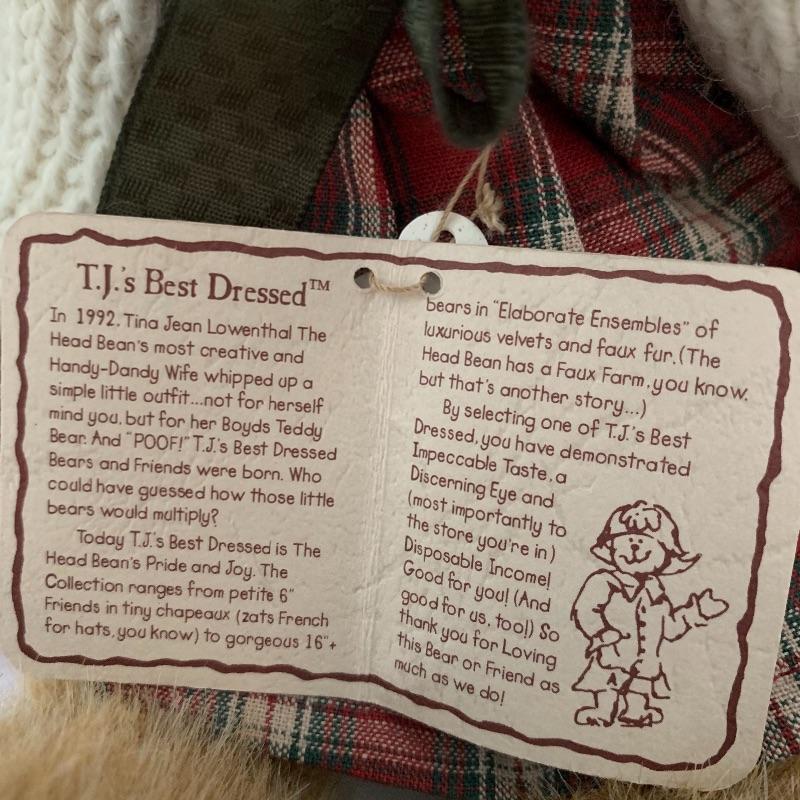 T.J.'s Best Dressed™
In 1992, Tina Jean Lowenthal The
Head Bean's most creative and
Handy-Dandy Wife whipped up a
simple little outfit...not for herself
mind you, but for her Boyds Teddy
Bear. And "POOF!" T.J.'s Best Dressed
Bears and Friends were born. Who
could have guessed how those little
bears would multiply?
Today T.J.'s Best Dressed is The
Head Bean's Pride and Joy. The
Collection ranges from petite 6"
Friends in tiny chapeaux (zats French
for hats, you know) to gorgeous 16"+
bears in "Elaborate Ensembles" of
luxurious velvets and faux fur. (The
Head Bean has a Faux Farm, you know,
but that's another story...)
By selecting one of T.J.'s Best
Dressed, you have demonstrated
Impeccable Taste, a
Discerning Eye and
(most importantly to
the store you're in)
Disposable Income!
Good for you! (And
good for us, too!) So
thank you for Loving
this Bear or Friend as
much as we do!